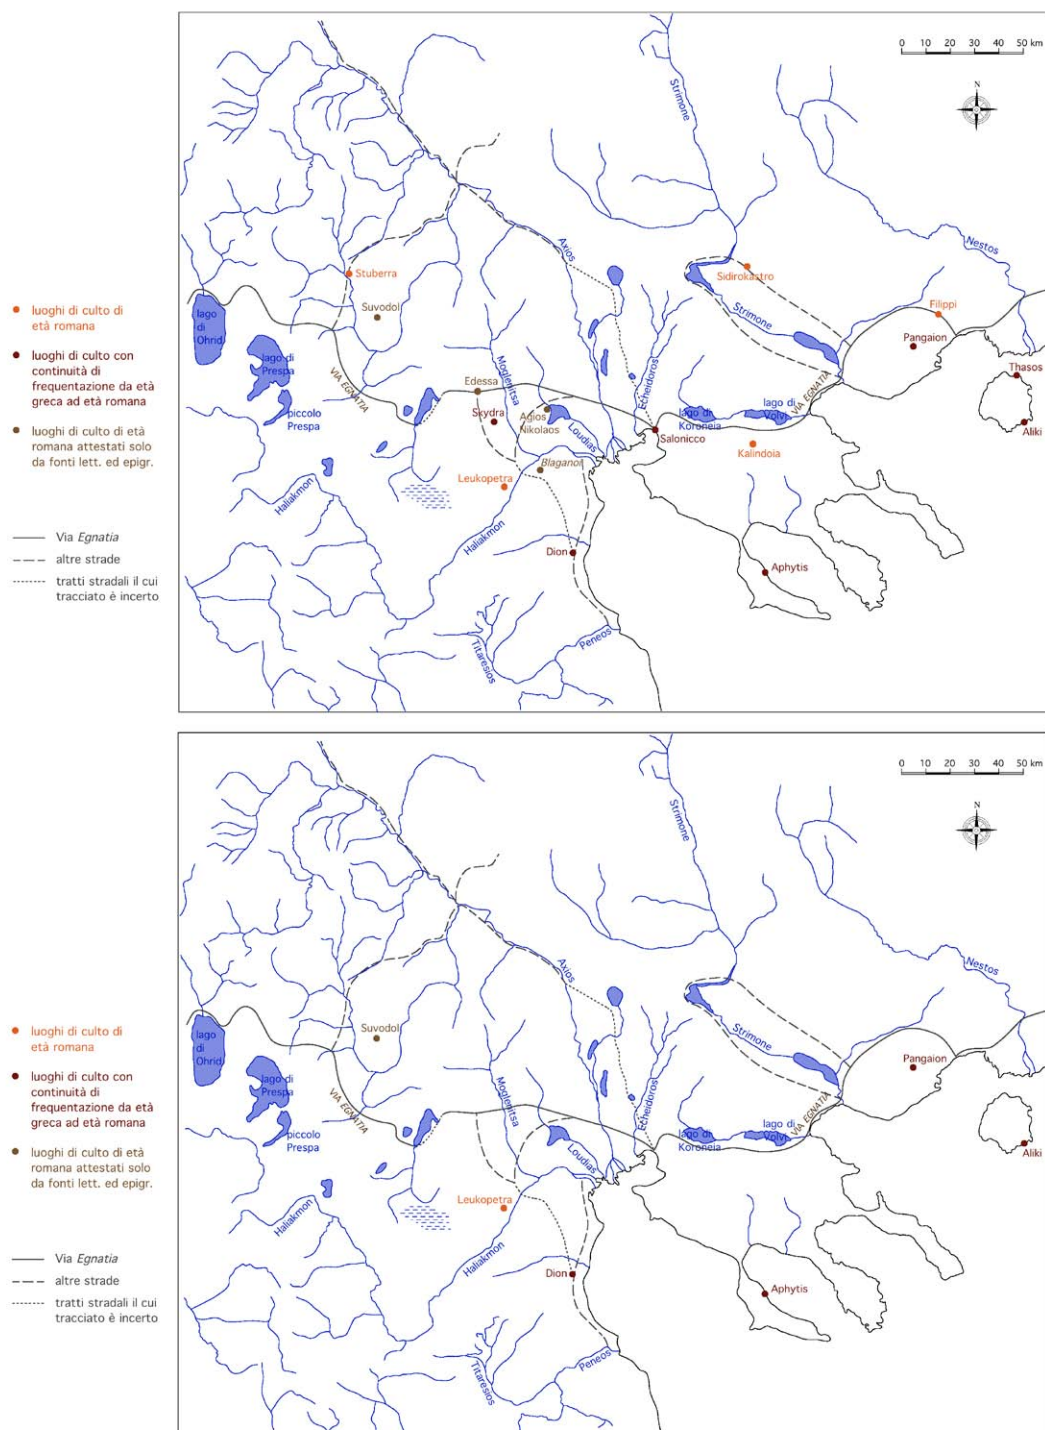 0 10 20 30 40 50 km
N
Strimone
Nestos
Axios
Stuberra
Sidirokastro
Suvodol
Filippi
lago
di
Ohrid
Strimone
Pangaion
lago di
Prespa
Moglenitsa
Echeidoros
Thasos
VIA EGNATIA
Edessa
VIA EGNATIA
piccolo
Prespa
Skydra
Agios
Nikolaos
lago di
Koroneia
lago di
Volvi
Aliki
Loudias
Salonicco
Kalindoia
Blaganoi
Leukopetra
Haliakmon
Haliakmon
Dion
Aphytis
Titaresios
Peneos
luoghi di culto di
età romana
luoghi di culto con
continuità di
frequentazione da età
greca ad età romana
luoghi di culto di età
romana attestati solo
da fonti lett. ed epigr.
Via Egnatia
altre strade
tratti stradali il cui
tracciato è incerto
0 10 20 30 40 50 km
N
Strimone
Nestos
Axios
Suvodol
lago
di
Ohrid
Strimone
Pangaion
lago di
Prespa
Moglenitsa
Echeidoros
VIA EGNATIA
VIA EGNATIA
piccolo
Prespa
lago di
Koroneia
lago di
Volvi
Aliki
Loudias
Leukopetra
Haliakmon
Haliakmon
Dion
Aphytis
Titaresios
Peneos
luoghi di culto di
età romana
luoghi di culto con
continuità di
frequentazione da età
greca ad età romana
luoghi di culto di età
romana attestati solo
da fonti lett. ed epigr.
Via Egnatia
altre strade
tratti stradali il cui
tracciato è incerto